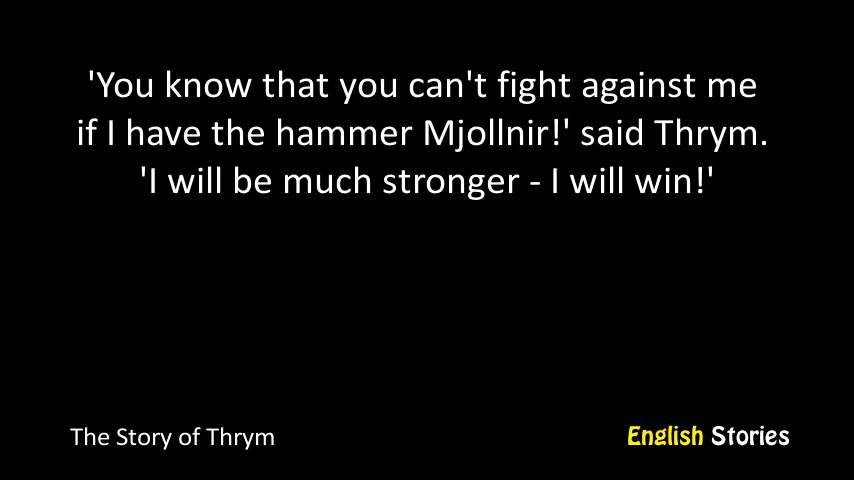 'You know that you can't fight against me
if I have the hammer Mjollnir!' said Thrym.
'I will be much stronger - I will win!'
The Story of Thrym
English Stories